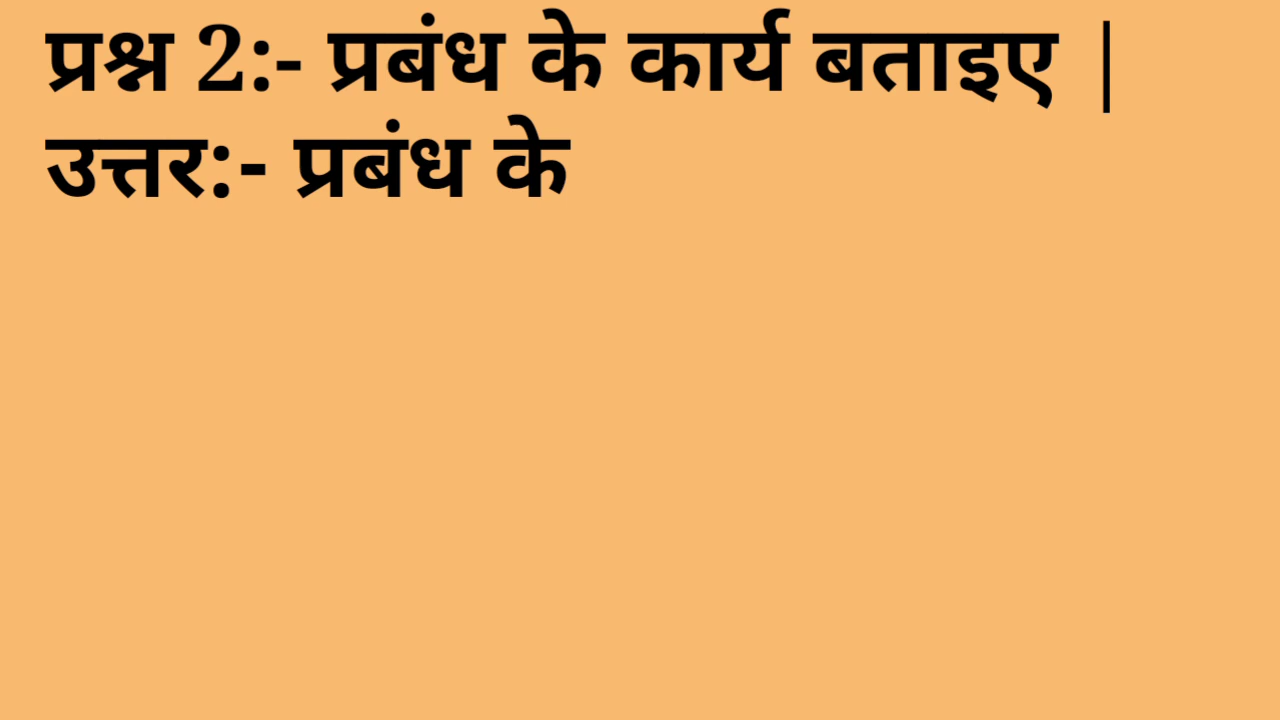 प्रश्न 2:- प्रबंध के कार्य बताइए |
उत्तर:- प्रबंध के